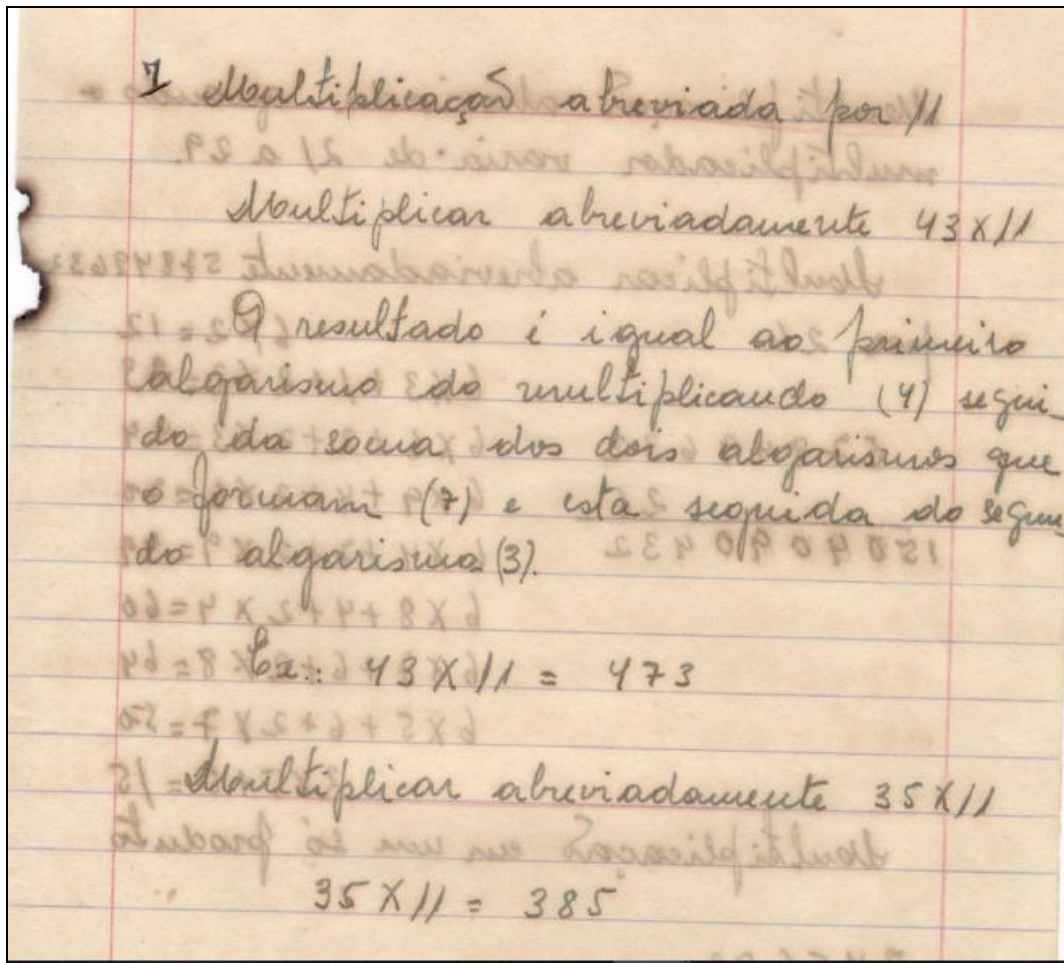 1 Multiplicação abreviada por 11
Multiplicar abreviadamente 43 x 11
O resultado é igual ao primeiro
algarismo do multiplicando (4) segui-
do da soma dos dois algarismos que
o formam (7) e esta seguida do segun-
do algarismo (3).
Ex.: 43 X 11 = 473
Multiplicar abreviadamente 35 X 11
35 X 11 = 385